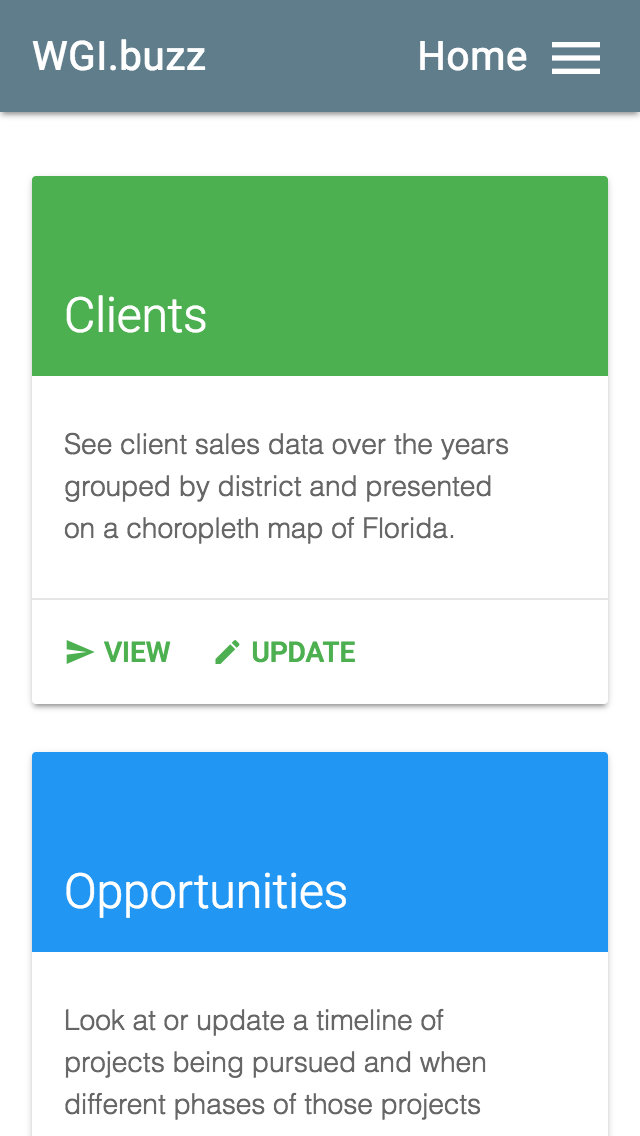 WGI.buzz Home
Clients
See client sales data over the years
grouped by district and presented
on a choropleth map of Florida.
VIEW UPDATE
Opportunities
Look at or update a timeline of
projects being pursued and when
different phases of those projects